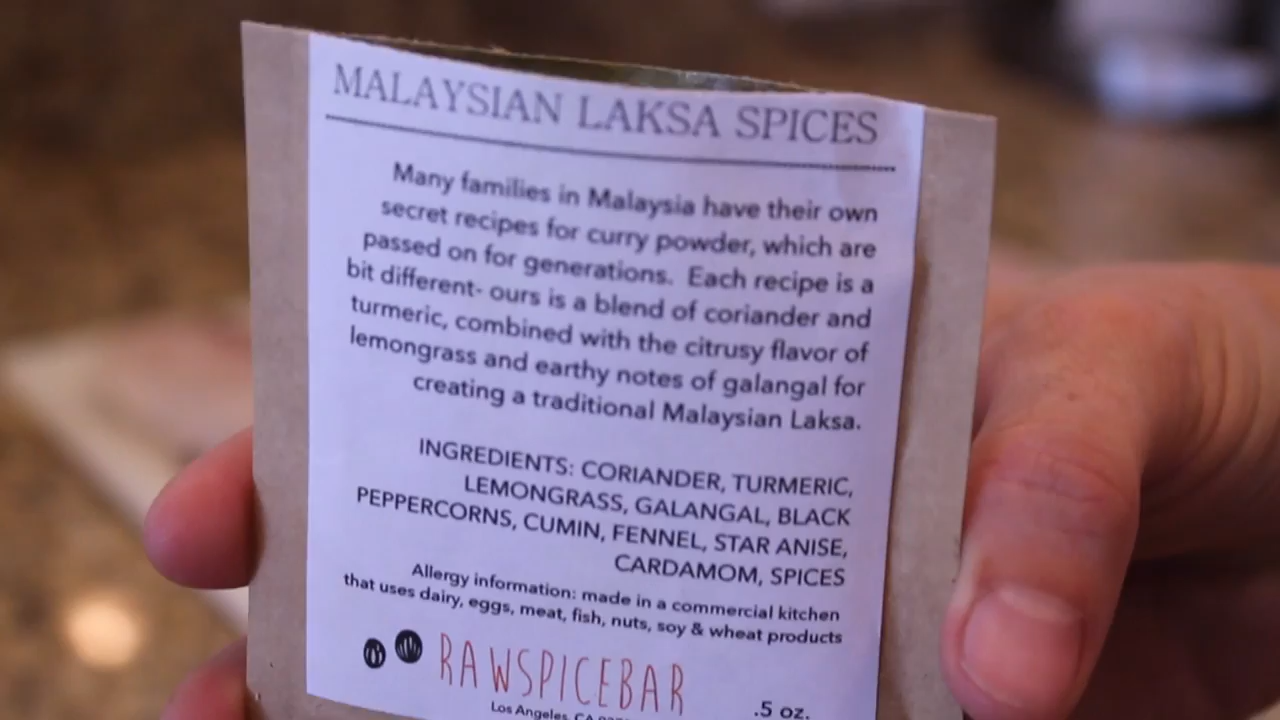 MALAYSIAN LAKSA SPICES
Many families in Malaysia have their own
secret recipes for curry powder, which are
passed on for generations. Each recipe is a
bit different- ours is a blend of coriander and
turmeric, combined with the citrusy flavor of
lemongrass and earthy notes of galangal for
creating a traditional Malaysian Laksa.
INGREDIENTS: CORIANDER, TURMERIC,
LEMONGRASS, GALANGAL, BLACK
PEPPERCORNS, CUMIN, FENNEL, STAR ANISE,
CARDAMOM, SPICES
Allergy information: made in a commercial kitchen
that uses dairy, eggs, meat, fish, nuts, soy & wheat products
RAWSPICEBAR
.5 oz.
Los Angeles, CA